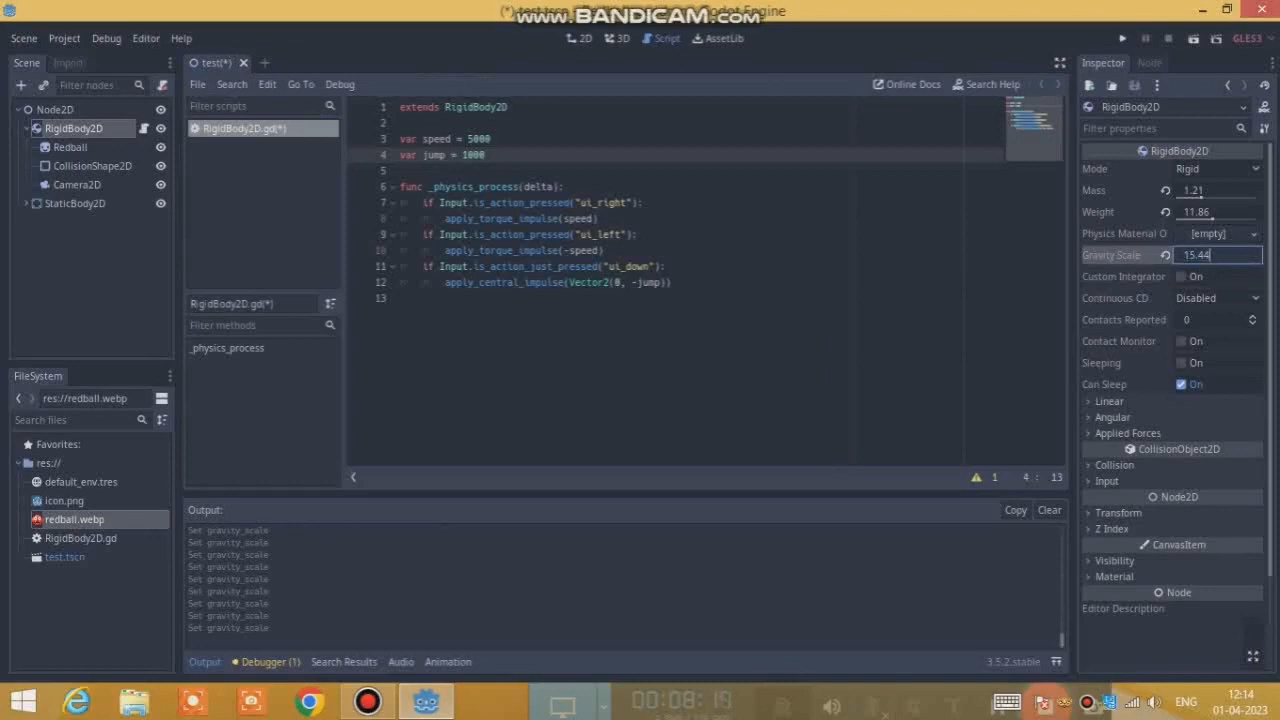 (*) test.tscn
Godot Engine
www.BANDICAM.com
Scene Project Debug Editor Help
2D 3D Script AssetLib
GLES3
Scene Import
Filter nodes
Node2D
RigidBody2D
Redball
CollisionShape2D
Camera2D
StaticBody2D
FileSystem
res://redball.webp
Search files
Favorites:
res://
default_env.tres
icon.png
redball.webp
RigidBody2D.gd
test.tscn
test(*)
File Search Edit Go To Debug
Online Docs Search Help
Filter scripts
RigidBody2D.gd(*)
RigidBody2D.gd(*)
Filter methods
_physics_process
1 extends RigidBody2D
2
3 var speed = 5000
4 var jump = 1000
5
6 func _physics_process(delta):
7 if Input.is_action_pressed("ui_right"):
8 apply_torque_impulse(speed)
9 if Input.is_action_pressed("ui_left"):
10 apply_torque_impulse(-speed)
11 if Input.is_action_just_pressed("ui_down"):
12 apply_central_impulse(Vector2(0, -jump))
13
1 4 : 13
Output:
Copy Clear
Set gravity_scale
Set gravity_scale
Set gravity_scale
Set gravity_scale
Set gravity_scale
Set gravity_scale
Set gravity_scale
Set gravity_scale
Set gravity_scale
Output Debugger (1) Search Results Audio Animation
3.5.2.stable
Inspector Node
RigidBody2D
Filter properties
RigidBody2D
Mode Rigid
Mass 1.21
Weight 11.86
Physics Material O [empty]
Gravity Scale 15.44
Custom Integrator On
Continuous CD Disabled
Contacts Reported 0
Contact Monitor On
Sleeping On
Can Sleep On
Linear
Angular
Applied Forces
CollisionObject2D
Collision
Input
Node2D
Transform
Z Index
CanvasItem
Visibility
Material
Node
Editor Description
00:08:19
ENG
12:14
01-04-2023